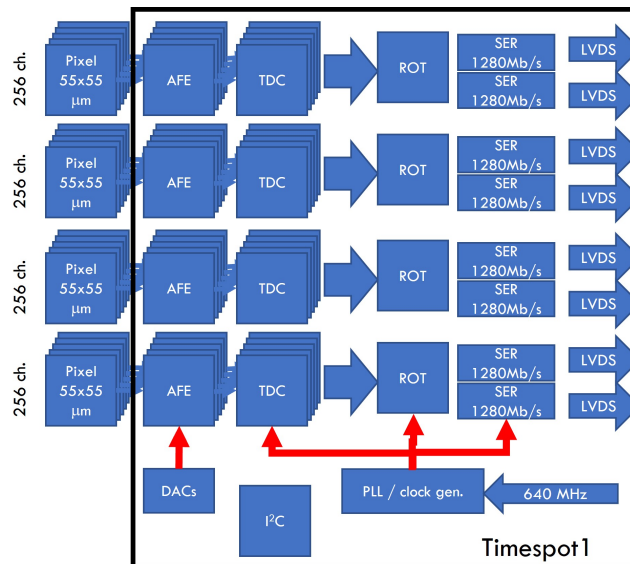 256 ch.
Pixel
55x55
μm
AFE
TDC
ROT
SER
1280Mb/s
SER
1280Mb/s
LVDS
LVDS
256 ch.
Pixel
55x55
μm
AFE
TDC
ROT
SER
1280Mb/s
SER
1280Mb/s
LVDS
LVDS
256 ch.
Pixel
55x55
μm
AFE
TDC
ROT
SER
1280Mb/s
SER
1280Mb/s
LVDS
LVDS
256 ch.
Pixel
55x55
μm
AFE
TDC
ROT
SER
1280Mb/s
SER
1280Mb/s
LVDS
LVDS
DACs
I²C
PLL / clock gen.
640 MHz
Timespot1